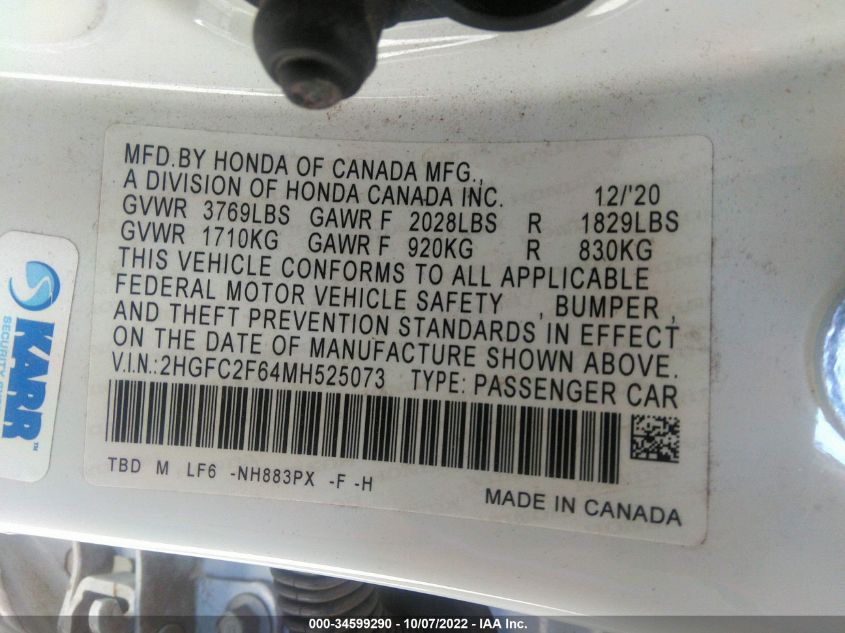 MFD.BY HONDA OF CANADA MFG.,
A DIVISION OF HONDA CANADA INC. 12/'20
GVWR 3769LBS GAWR F 2028LBS R 1829LBS
GVWR 1710KG GAWR F 920KG R 830KG
THIS VEHICLE CONFORMS TO ALL APPLICABLE
FEDERAL MOTOR VEHICLE SAFETY , BUMPER ,
AND THEFT PREVENTION STANDARDS IN EFFECT
ON THE DATE OF MANUFACTURE SHOWN ABOVE.
V.I.N.:2HGFC2F64MH525073 TYPE: PASSENGER CAR
TBD M LF6 -NH883PX -F -H
MADE IN CANADA
KARR™
SECURITY
000-34599290 - 10/07/2022 - IAA Inc.